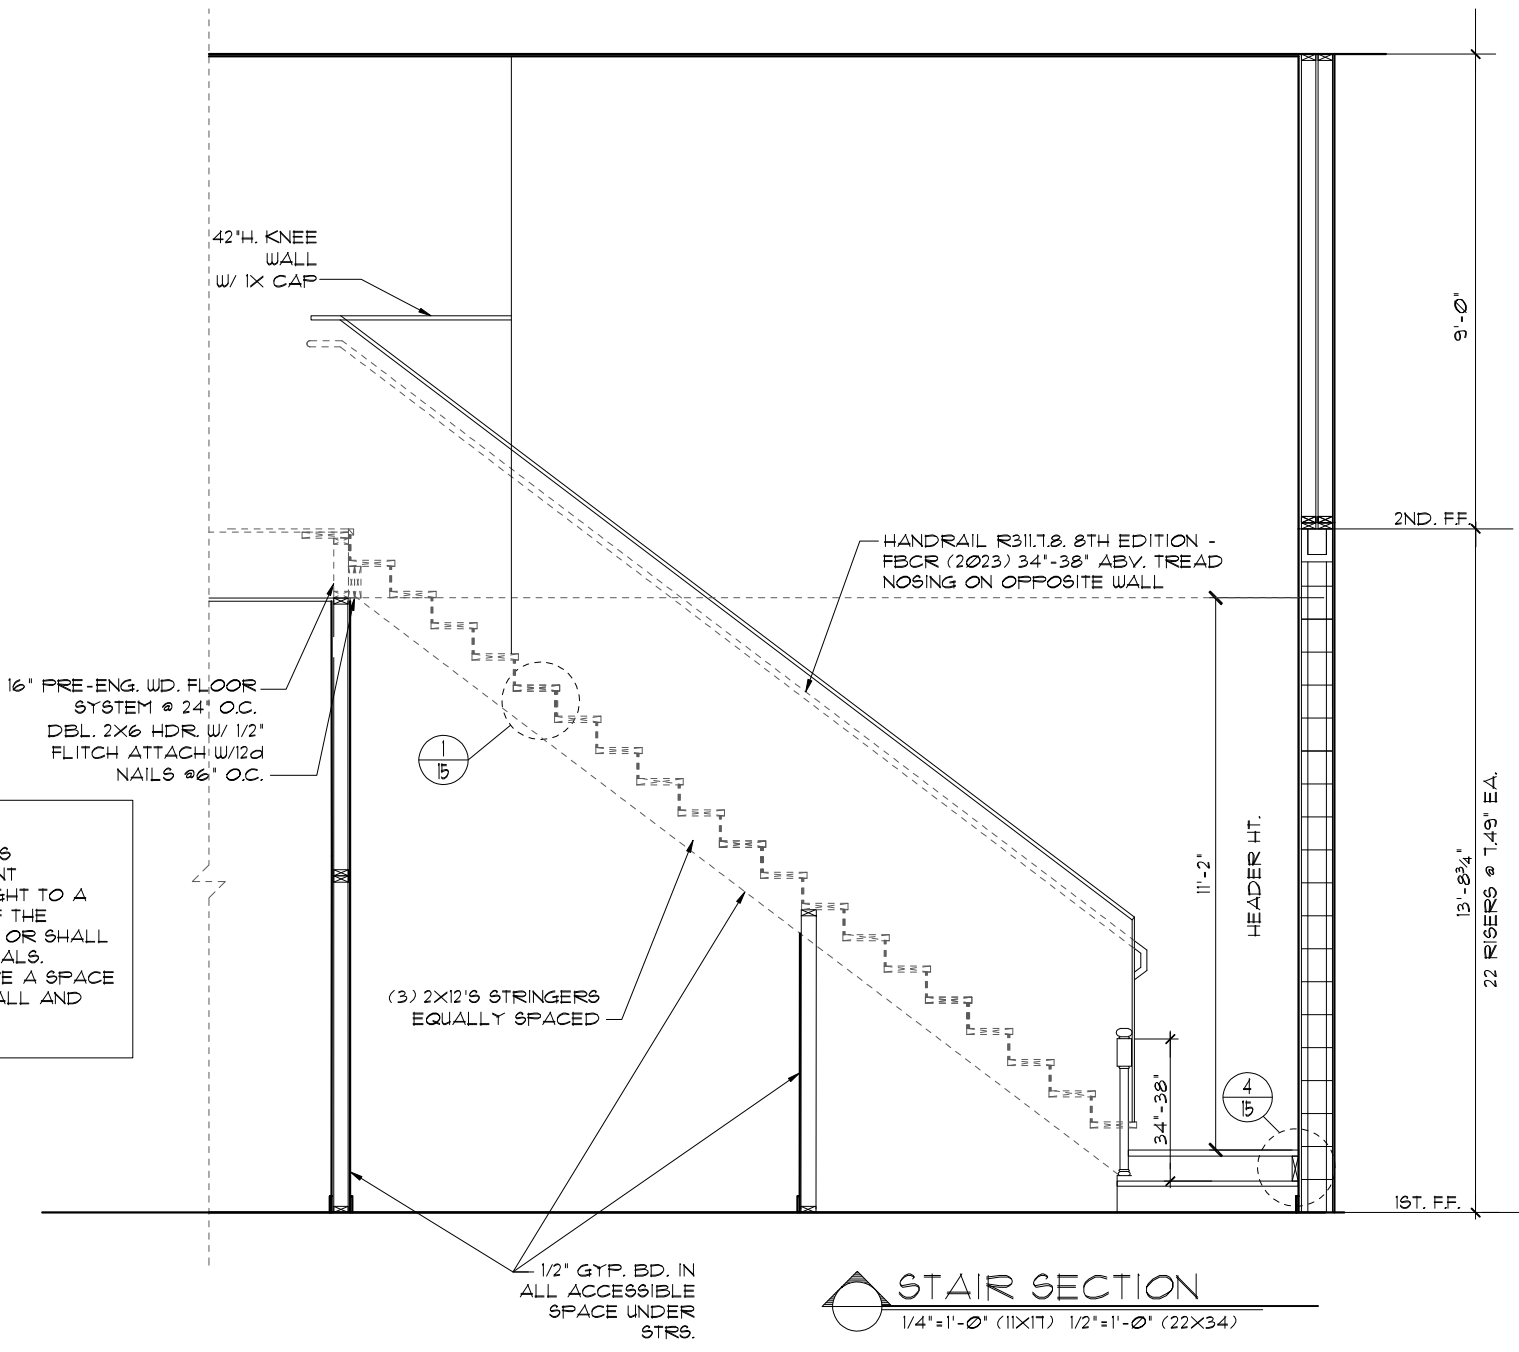 42"H. KNEE
WALL
W/ 1X CAP
9'-0"
2ND. F.F.
HANDRAIL R311.7.8. 8TH EDITION -
FBCR (2023) 34"-38" ABV. TREAD
NOSING ON OPPOSITE WALL
16" PRE-ENG. WD. FLOOR
SYSTEM @ 24" O.C.
DBL. 2X6 HDR. W/ 1/2"
FLITCH ATTACH W/12d
NAILS @6" O.C.
1
15
11'-2"
HEADER HT.
13'-8 3/4"
22 RISERS @ 7.49" EA.
S
NT
GHT TO A
F THE
OR SHALL
ALS.
E A SPACE
ALL AND
(3) 2X12'S STRINGERS
EQUALLY SPACED
34"-38"
4
15
1ST. F.F.
1/2" GYP. BD. IN
ALL ACCESSIBLE
SPACE UNDER
STRS.
STAIR SECTION
1/4"=1'-0" (11X17) 1/2"=1'-0" (22X34)